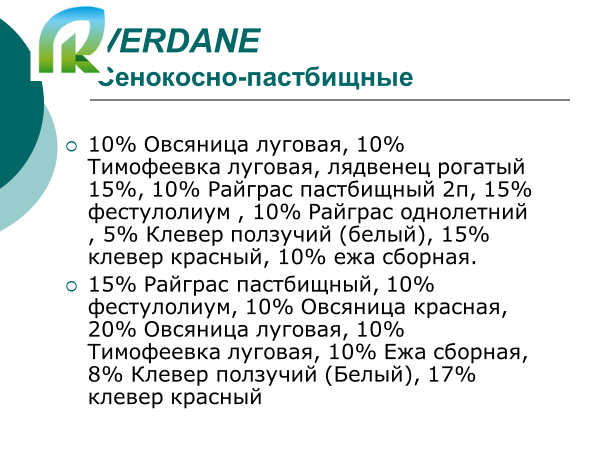 VERDANE
Сенокосно-пастбищные
10% Овсяница луговая, 10%
Тимофеевка луговая, лядвенец рогатый
15%, 10% Райграс пастбищный 2п, 15%
фестулолиум , 10% Райграс однолетний
, 5% Клевер ползучий (белый), 15%
клевер красный, 10% ежа сборная.
15% Райграс пастбищный, 10%
фестулолиум, 10% Овсяница красная,
20% Овсяница луговая, 10%
Тимофеевка луговая, 10% Ежа сборная,
8% Клевер ползучий (Белый), 17%
клевер красный